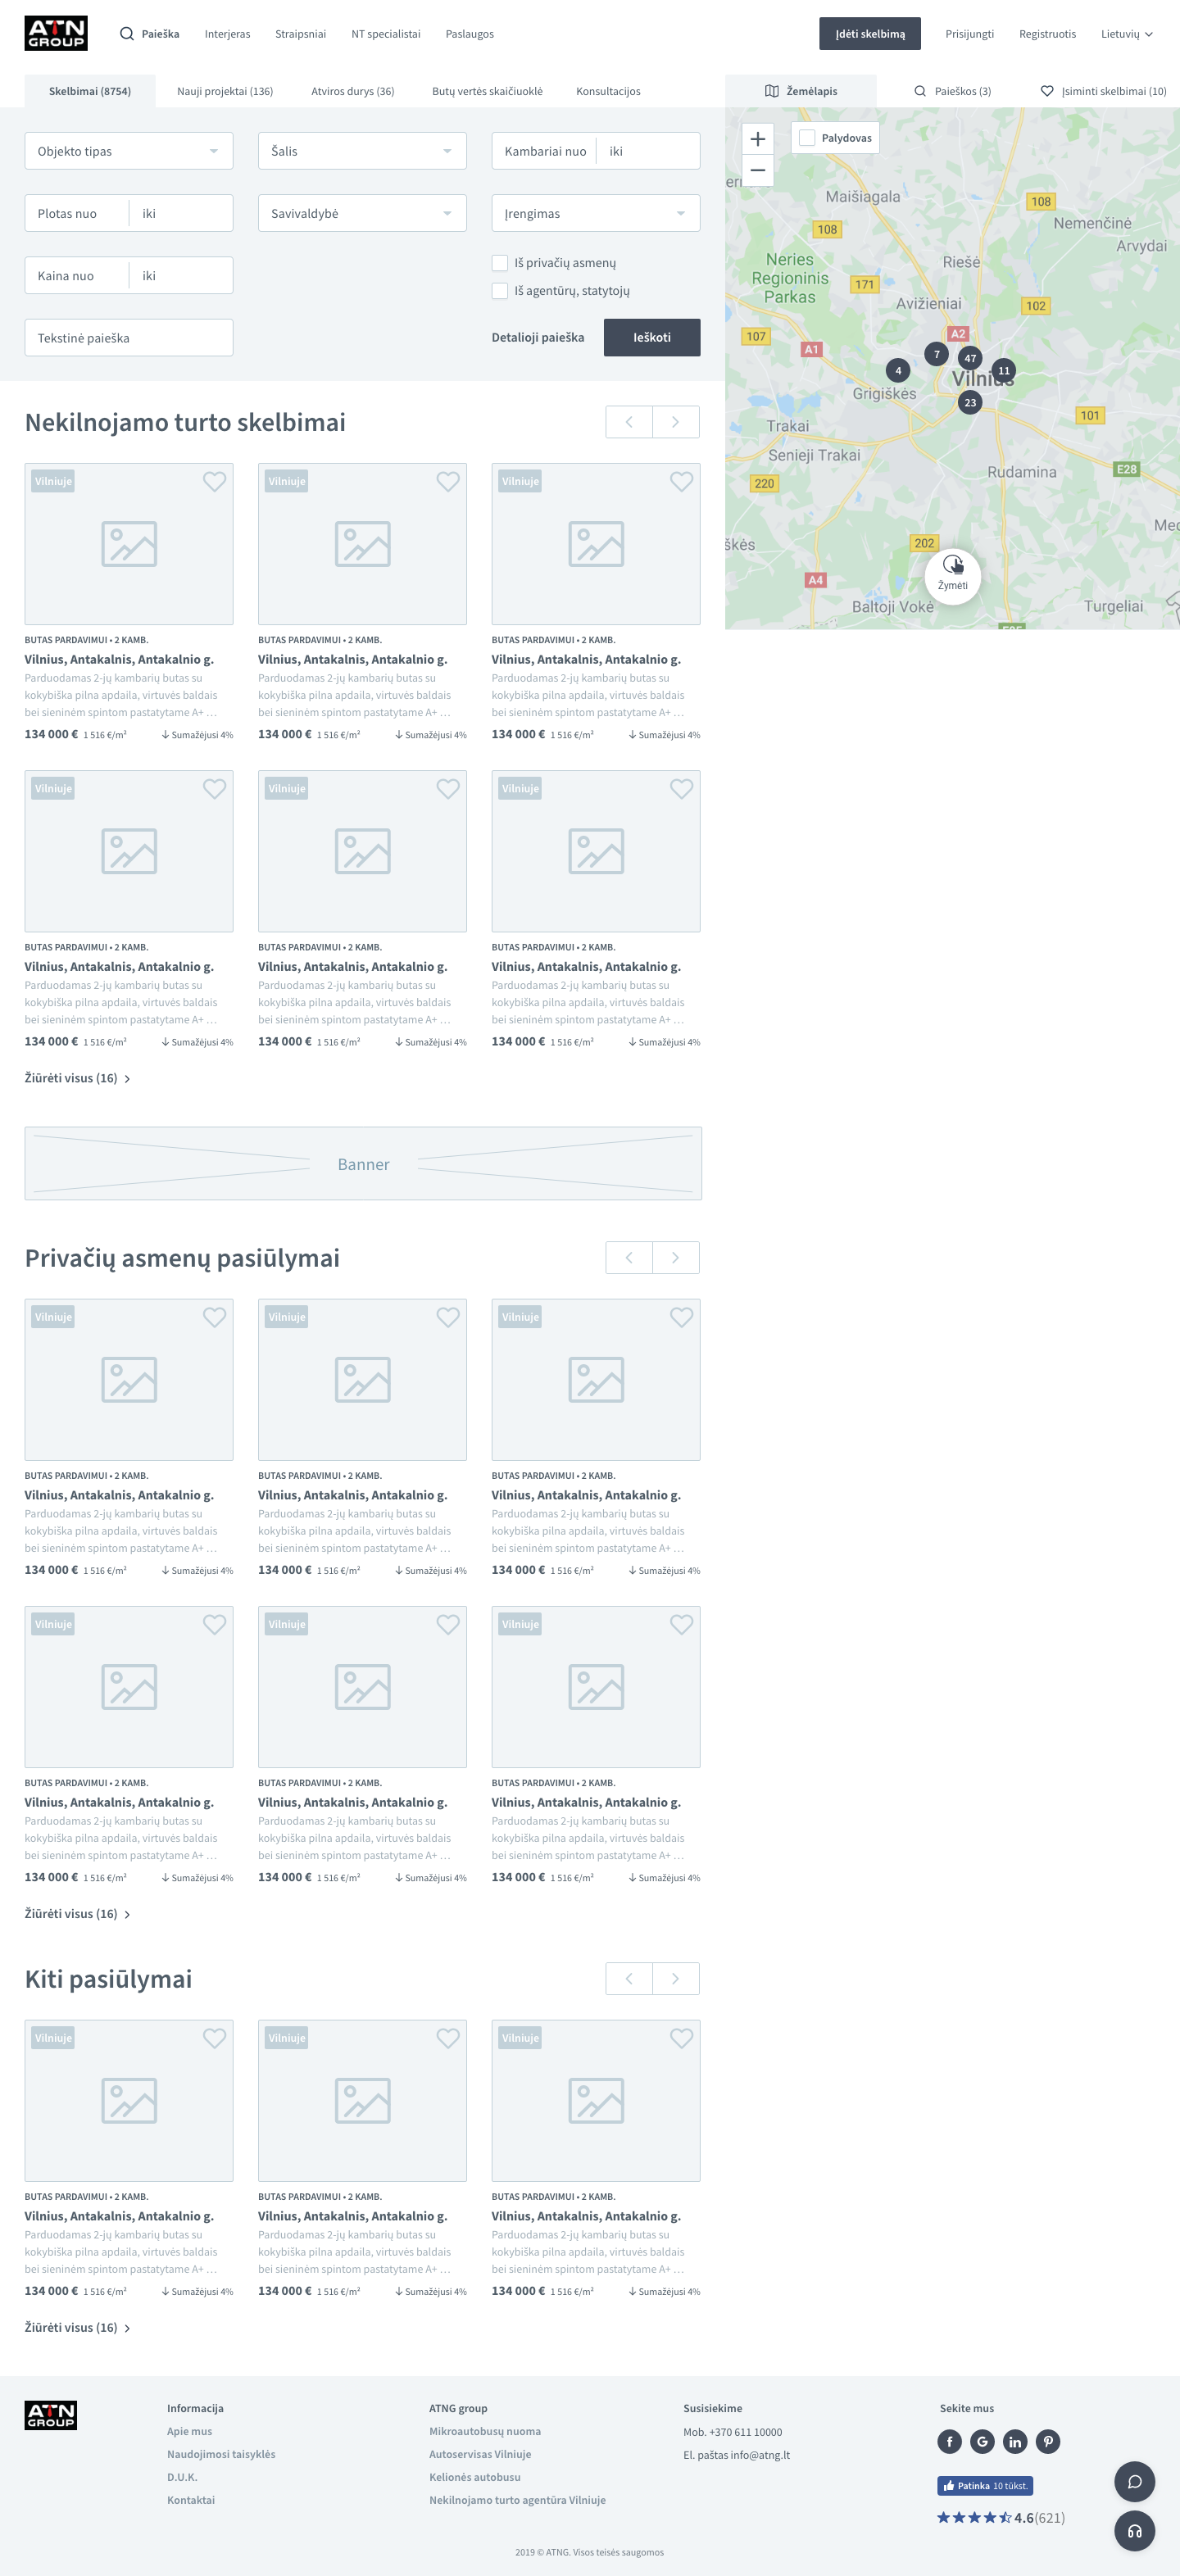 ATN GROUP
Paieška Interjeras Straipsniai NT specialistai Paslaugos Įdėti skelbimą Prisijungti Registruotis Lietuvių
Skelbimai (8754) Nauji projektai (136) Atviros durys (36) Butų vertės skaičiuoklė Konsultacijos Žemėlapis Paieškos (3) Įsiminti skelbimai (10)
Objekto tipas Šalis Kambariai nuo iki
Plotas nuo iki Savivaldybė Įrengimas
Kaina nuo iki Iš privačių asmenų
Iš agentūrų, statytojų
Tekstinė paieška Detalioji paieška Ieškoti
Palydovas
Maišiagala
108
Nemenčinė
108
Arvydai
Neries
Regioninis
Parkas
Riešė
171
Avižieniai
102
107
A2
A1
7
47
4
11
Vilnius
Grigiškės
23
101
Trakai
Senieji Trakai
Rudamina
E28
220
škės
202
A4
Žymėti
Baltoji Vokė
Turgeliai
Nekilnojamo turto skelbimai
Vilniuje Vilniuje Vilniuje
BUTAS PARDAVIMUI • 2 KAMB. BUTAS PARDAVIMUI • 2 KAMB. BUTAS PARDAVIMUI • 2 KAMB.
Vilnius, Antakalnis, Antakalnio g. Vilnius, Antakalnis, Antakalnio g. Vilnius, Antakalnis, Antakalnio g.
Parduodamas 2-jų kambarių butas su Parduodamas 2-jų kambarių butas su Parduodamas 2-jų kambarių butas su
kokybiška pilna apdaila, virtuvės baldais kokybiška pilna apdaila, virtuvės baldais kokybiška pilna apdaila, virtuvės baldais
bei sieninėm spintom pastatytame A+ … bei sieninėm spintom pastatytame A+ … bei sieninėm spintom pastatytame A+ …
134 000 € 1 516 €/m² Sumažėjusi 4% 134 000 € 1 516 €/m² Sumažėjusi 4% 134 000 € 1 516 €/m² Sumažėjusi 4%
Vilniuje Vilniuje Vilniuje
BUTAS PARDAVIMUI • 2 KAMB. BUTAS PARDAVIMUI • 2 KAMB. BUTAS PARDAVIMUI • 2 KAMB.
Vilnius, Antakalnis, Antakalnio g. Vilnius, Antakalnis, Antakalnio g. Vilnius, Antakalnis, Antakalnio g.
Parduodamas 2-jų kambarių butas su Parduodamas 2-jų kambarių butas su Parduodamas 2-jų kambarių butas su
kokybiška pilna apdaila, virtuvės baldais kokybiška pilna apdaila, virtuvės baldais kokybiška pilna apdaila, virtuvės baldais
bei sieninėm spintom pastatytame A+ … bei sieninėm spintom pastatytame A+ … bei sieninėm spintom pastatytame A+ …
134 000 € 1 516 €/m² Sumažėjusi 4% 134 000 € 1 516 €/m² Sumažėjusi 4% 134 000 € 1 516 €/m² Sumažėjusi 4%
Žiūrėti visus (16)
Banner
Privačių asmenų pasiūlymai
Vilniuje Vilniuje Vilniuje
BUTAS PARDAVIMUI • 2 KAMB. BUTAS PARDAVIMUI • 2 KAMB. BUTAS PARDAVIMUI • 2 KAMB.
Vilnius, Antakalnis, Antakalnio g. Vilnius, Antakalnis, Antakalnio g. Vilnius, Antakalnis, Antakalnio g.
Parduodamas 2-jų kambarių butas su Parduodamas 2-jų kambarių butas su Parduodamas 2-jų kambarių butas su
kokybiška pilna apdaila, virtuvės baldais kokybiška pilna apdaila, virtuvės baldais kokybiška pilna apdaila, virtuvės baldais
bei sieninėm spintom pastatytame A+ … bei sieninėm spintom pastatytame A+ … bei sieninėm spintom pastatytame A+ …
134 000 € 1 516 €/m² Sumažėjusi 4% 134 000 € 1 516 €/m² Sumažėjusi 4% 134 000 € 1 516 €/m² Sumažėjusi 4%
Vilniuje Vilniuje Vilniuje
BUTAS PARDAVIMUI • 2 KAMB. BUTAS PARDAVIMUI • 2 KAMB. BUTAS PARDAVIMUI • 2 KAMB.
Vilnius, Antakalnis, Antakalnio g. Vilnius, Antakalnis, Antakalnio g. Vilnius, Antakalnis, Antakalnio g.
Parduodamas 2-jų kambarių butas su Parduodamas 2-jų kambarių butas su Parduodamas 2-jų kambarių butas su
kokybiška pilna apdaila, virtuvės baldais kokybiška pilna apdaila, virtuvės baldais kokybiška pilna apdaila, virtuvės baldais
bei sieninėm spintom pastatytame A+ … bei sieninėm spintom pastatytame A+ … bei sieninėm spintom pastatytame A+ …
134 000 € 1 516 €/m² Sumažėjusi 4% 134 000 € 1 516 €/m² Sumažėjusi 4% 134 000 € 1 516 €/m² Sumažėjusi 4%
Žiūrėti visus (16)
Kiti pasiūlymai
Vilniuje Vilniuje Vilniuje
BUTAS PARDAVIMUI • 2 KAMB. BUTAS PARDAVIMUI • 2 KAMB. BUTAS PARDAVIMUI • 2 KAMB.
Vilnius, Antakalnis, Antakalnio g. Vilnius, Antakalnis, Antakalnio g. Vilnius, Antakalnis, Antakalnio g.
Parduodamas 2-jų kambarių butas su Parduodamas 2-jų kambarių butas su Parduodamas 2-jų kambarių butas su
kokybiška pilna apdaila, virtuvės baldais kokybiška pilna apdaila, virtuvės baldais kokybiška pilna apdaila, virtuvės baldais
bei sieninėm spintom pastatytame A+ … bei sieninėm spintom pastatytame A+ … bei sieninėm spintom pastatytame A+ …
134 000 € 1 516 €/m² Sumažėjusi 4% 134 000 € 1 516 €/m² Sumažėjusi 4% 134 000 € 1 516 €/m² Sumažėjusi 4%
Žiūrėti visus (16)
ATN GROUP
Informacija
Apie mus
Naudojimosi taisyklės
D.U.K.
Kontaktai
ATNG group
Mikroautobusų nuoma
Autoservisas Vilniuje
Kelionės autobusu
Nekilnojamo turto agentūra Vilniuje
Susisiekime
Mob. +370 611 10000
El. paštas info@atng.lt
Sekite mus
Patinka 10 tūkst.
4.6(621)
2019 © ATNG. Visos teisės saugomos